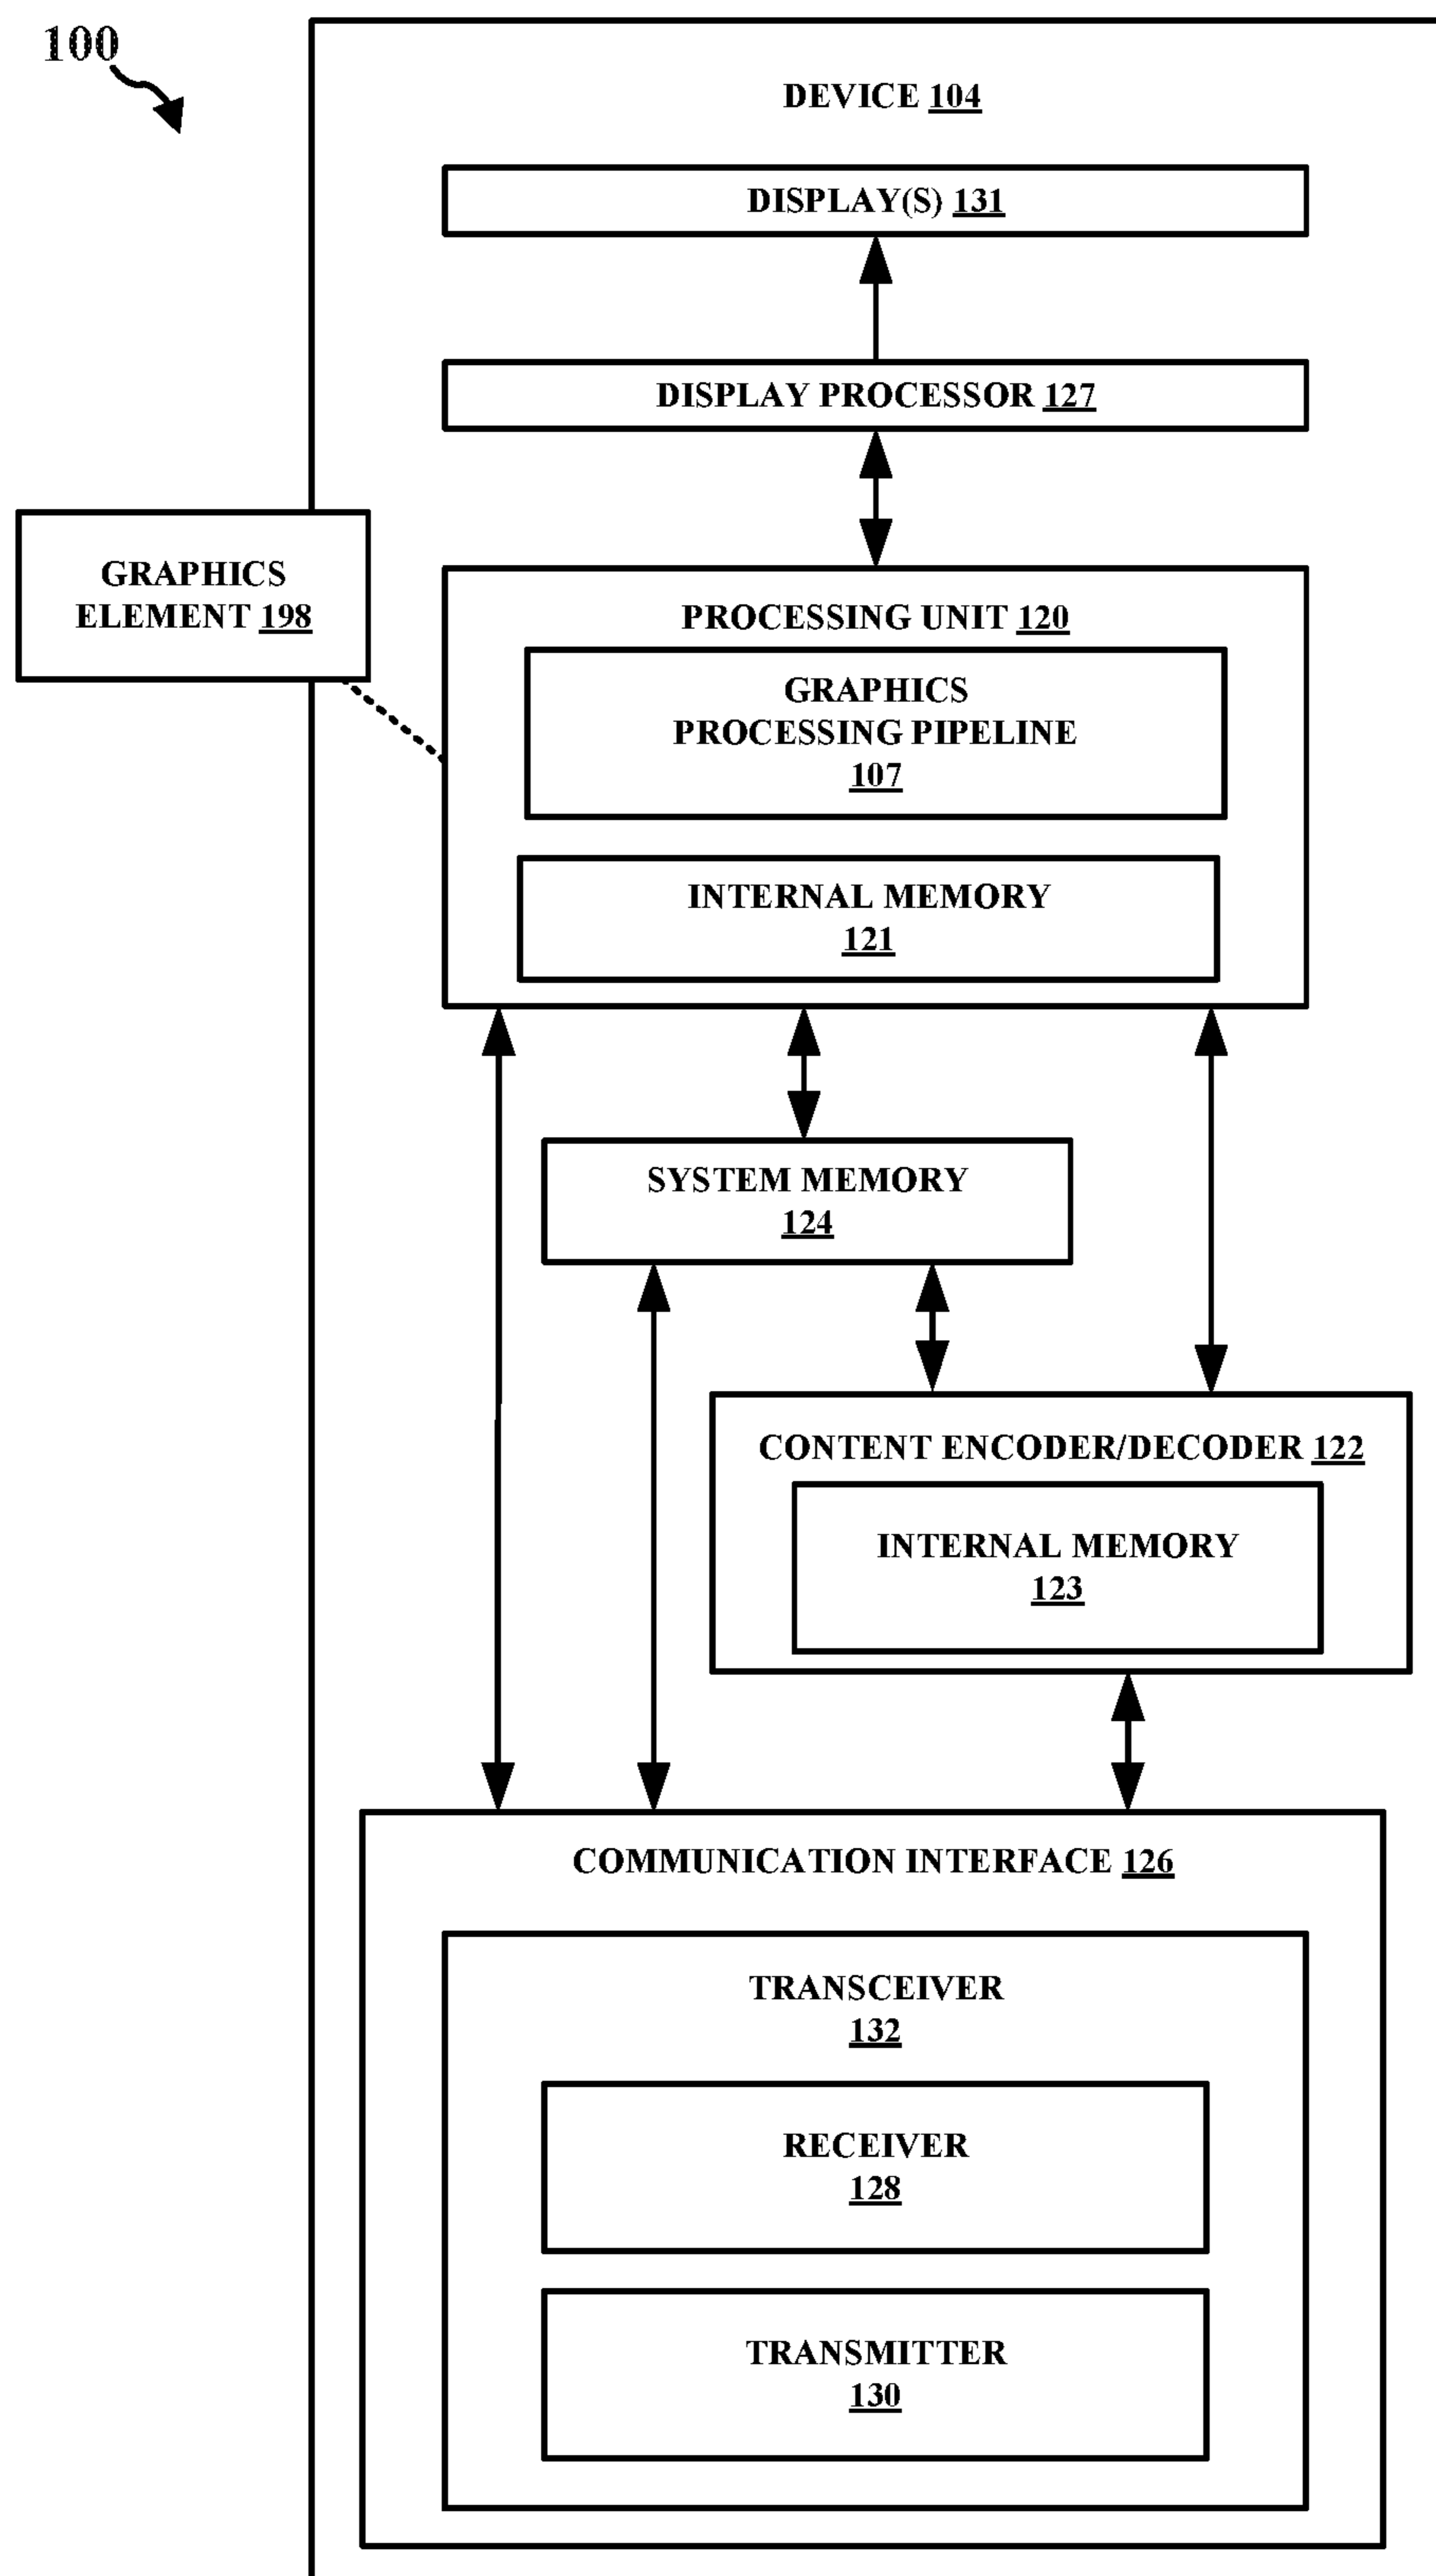 100
DEVICE 104
DISPLAY(S) 131
DISPLAY PROCESSOR 127
GRAPHICS
ELEMENT 198
PROCESSING UNIT 120
GRAPHICS
PROCESSING PIPELINE
107
INTERNAL MEMORY
121
SYSTEM MEMORY
124
CONTENT ENCODER/DECODER 122
INTERNAL MEMORY
123
COMMUNICATION INTERFACE 126
TRANSCEIVER
132
RECEIVER
128
TRANSMITTER
130